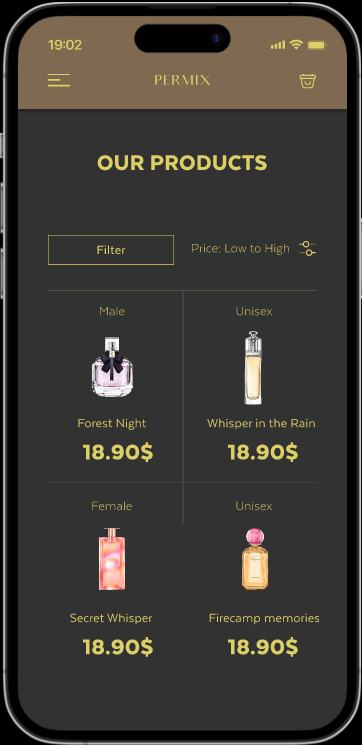 19:02
PERMIX
OUR PRODUCTS
Filter
Price: Low to High
Male
Unisex
Forest Night
Whisper in the Rain
18.90$
18.90$
Female
Unisex
Secret Whisper
Firecamp memories
18.90$
18.90$